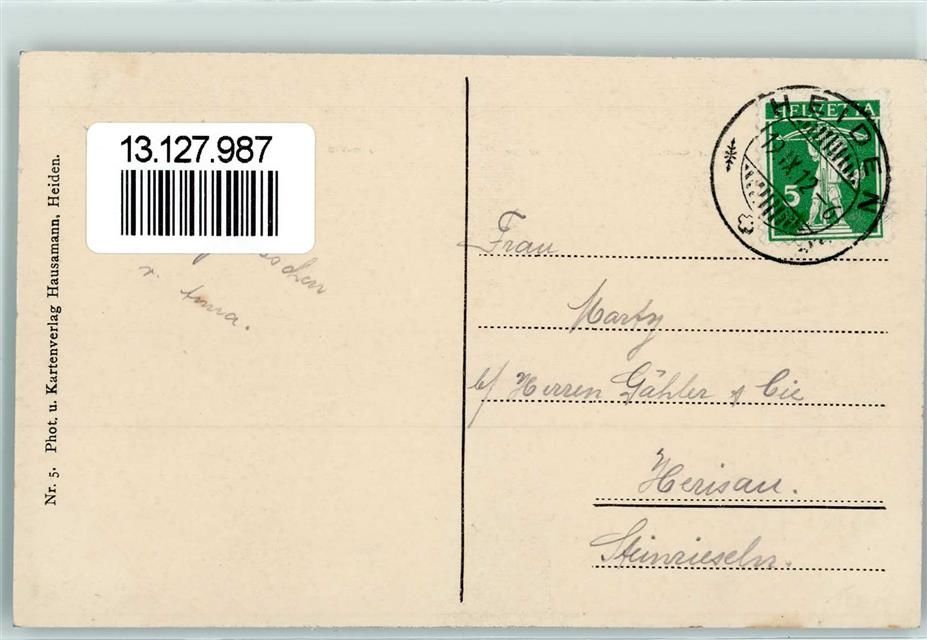 13.127.987
Nr. 5. Phot. u. Kartenverlag Hausamann, Heiden.
v. Anna.
HELVETIA
5
HEIDEN
Frau
Marty
b/ Herren Gähler & Cie
Herisau.
Steinrieseln.